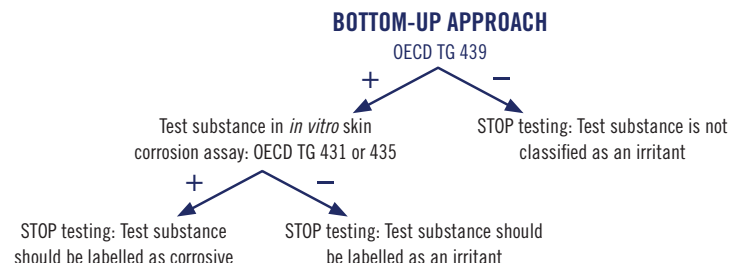 BOTTOM-UP APPROACH
OECD TG 439
+
–
Test substance in in vitro skin
corrosion assay: OECD TG 431 or 435
STOP testing: Test substance is not
classified as an irritant
+
–
STOP testing: Test substance
should be labelled as corrosive
STOP testing: Test substance should
be labelled as an irritant